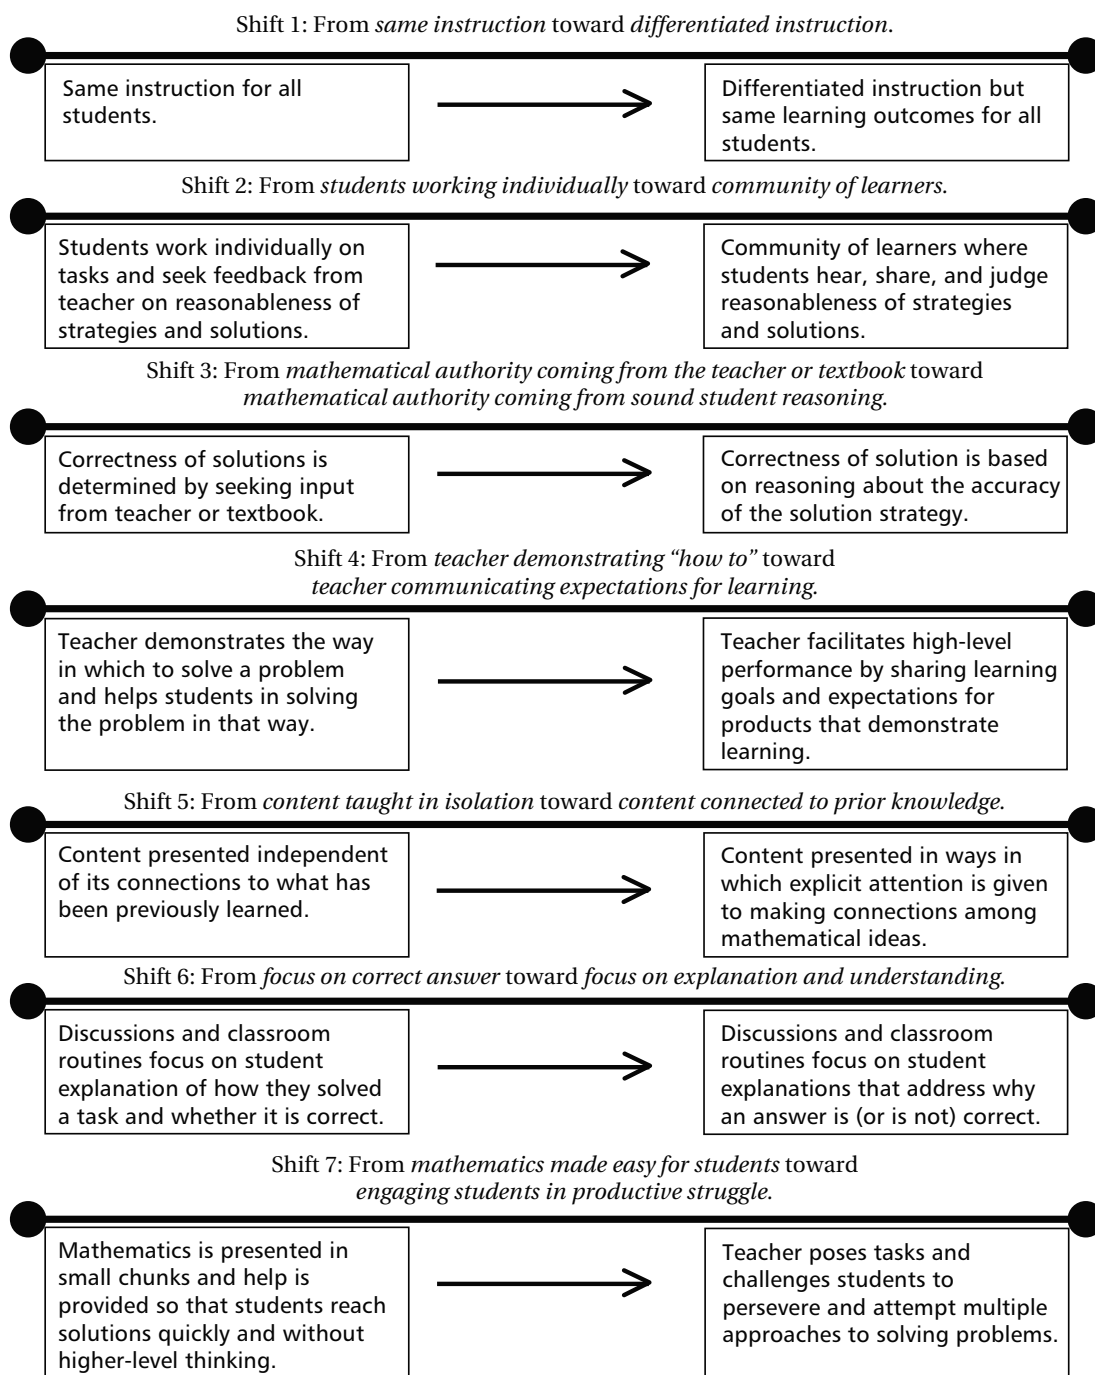 Shift 1: From same instruction toward differentiated instruction.
Same instruction for all
students.
Differentiated instruction but
same learning outcomes for all
students.
Shift 2: From students working individually toward community of learners.
Students work individually on
tasks and seek feedback from
teacher on reasonableness of
strategies and solutions.
Community of learners where
students hear, share, and judge
reasonableness of strategies
and solutions.
Shift 3: From mathematical authority coming from the teacher or textbook toward
mathematical authority coming from sound student reasoning.
Correctness of solutions is
determined by seeking input
from teacher or textbook.
Correctness of solution is based
on reasoning about the accuracy
of the solution strategy.
Shift 4: From teacher demonstrating “how to” toward
teacher communicating expectations for learning.
Teacher demonstrates the way
in which to solve a problem
and helps students in solving
the problem in that way.
Teacher facilitates high-level
performance by sharing learning
goals and expectations for
products that demonstrate
learning.
Shift 5: From content taught in isolation toward content connected to prior knowledge.
Content presented independent
of its connections to what has
been previously learned.
Content presented in ways in
which explicit attention is given
to making connections among
mathematical ideas.
Shift 6: From focus on correct answer toward focus on explanation and understanding.
Discussions and classroom
routines focus on student
explanation of how they solved
a task and whether it is correct.
Discussions and classroom
routines focus on student
explanations that address why
an answer is (or is not) correct.
Shift 7: From mathematics made easy for students toward
engaging students in productive struggle.
Mathematics is presented in
small chunks and help is
provided so that students reach
solutions quickly and without
higher-level thinking.
Teacher poses tasks and
challenges students to
persevere and attempt multiple
approaches to solving problems.